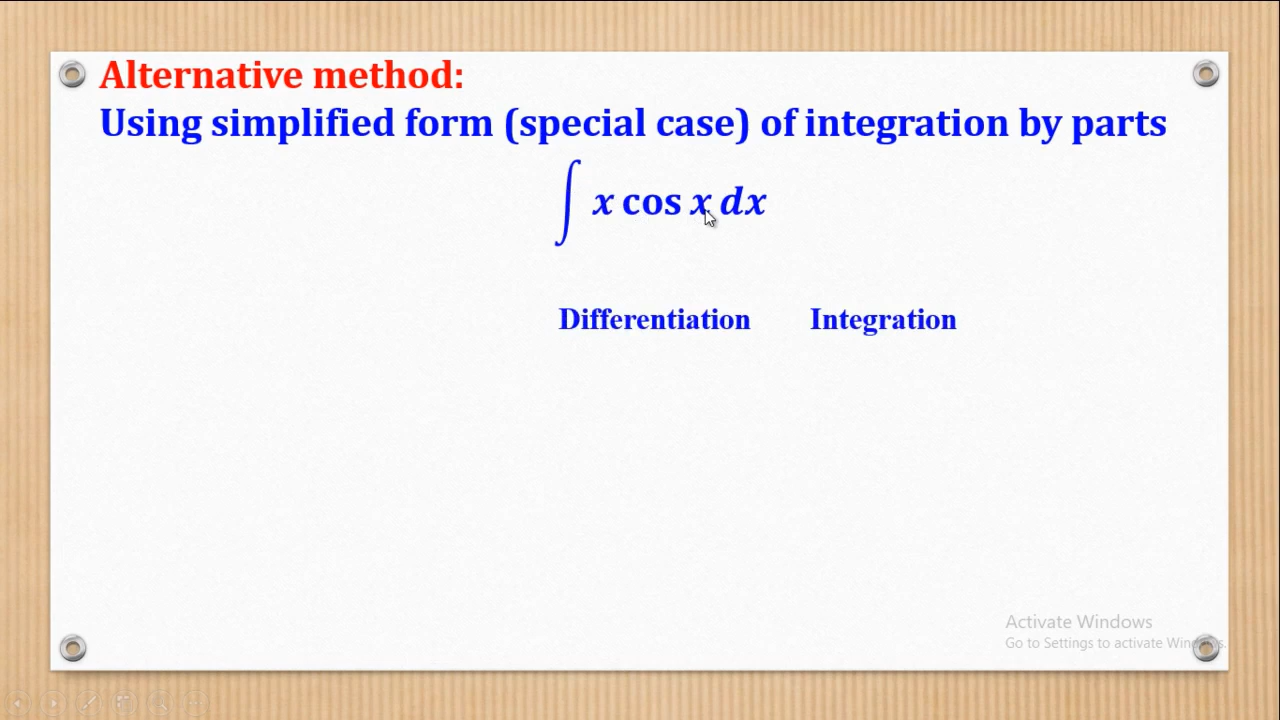 Alternative method:
Using simplified form (special case) of integration by parts
∫ x cos x dx
Differentiation Integration
Activate Windows
Go to Settings to activate Windows.